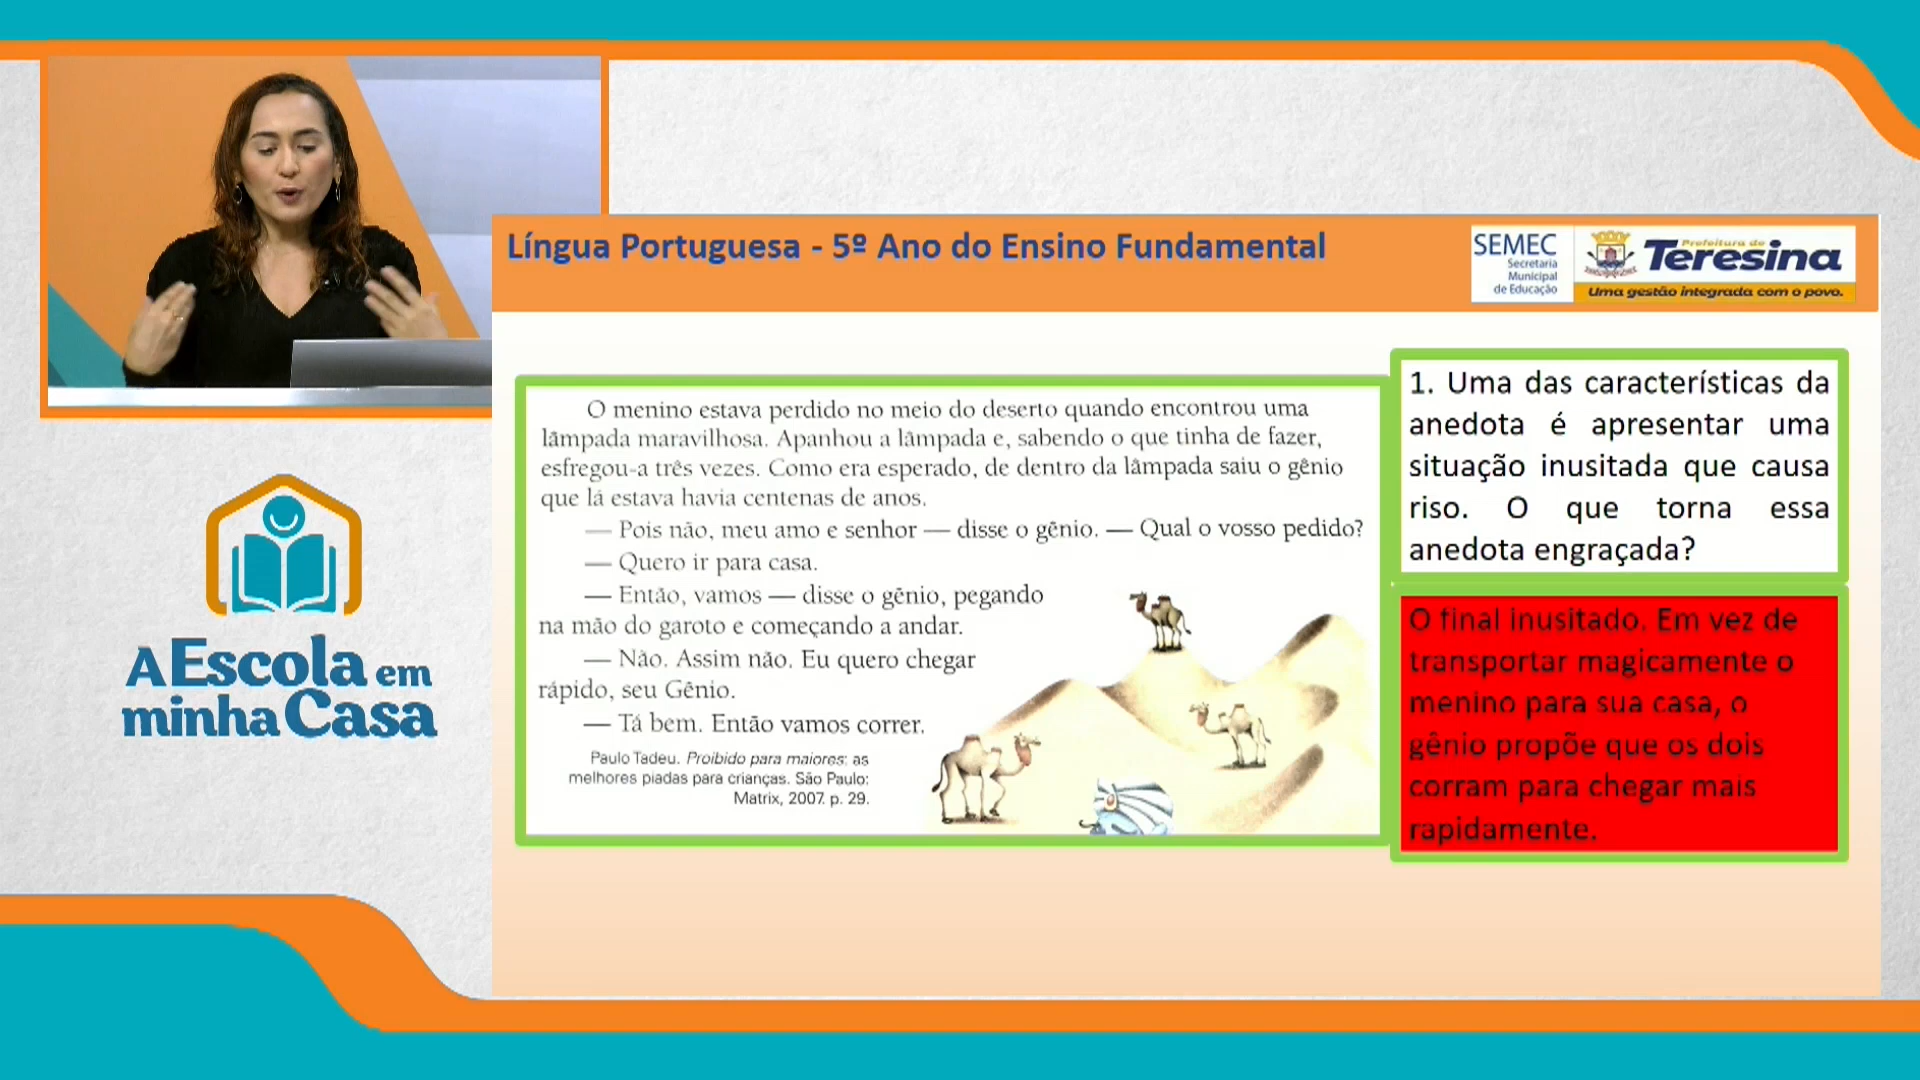 Língua Portuguesa - 5º Ano do Ensino Fundamental
SEMEC
Secretaria
Municipal
de Educação
Prefeitura de
Teresina
Uma gestão integrada com o povo.
O menino estava perdido no meio do deserto quando encontrou uma
lâmpada maravilhosa. Apanhou a lâmpada e, sabendo o que tinha de fazer,
esfregou-a três vezes. Como era esperado, de dentro da lâmpada saiu o gênio
que lá estava havia centenas de anos.
— Pois não, meu amo e senhor — disse o gênio. — Qual o vosso pedido?
— Quero ir para casa.
— Então, vamos — disse o gênio, pegando
na mão do garoto e começando a andar.
— Não. Assim não. Eu quero chegar
rápido, seu Gênio.
— Tá bem. Então vamos correr.
Paulo Tadeu. Proibido para maiores: as
melhores piadas para crianças. São Paulo:
Matrix, 2007. p. 29.
1. Uma das características da
anedota é apresentar uma
situação inusitada que causa
riso. O que torna essa
anedota engraçada?
O final inusitado. Em vez de
transportar magicamente o
menino para sua casa, o
gênio propõe que os dois
corram para chegar mais
rapidamente.
A Escola em
minha Casa